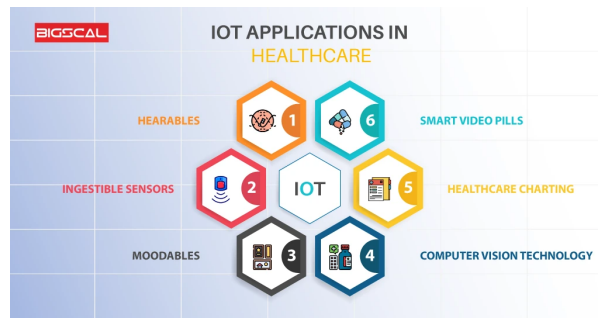 BIGSCAL
IOT APPLICATIONS IN
HEALTHCARE
HEARABLES
1
6
SMART VIDEO PILLS
INGESTIBLE SENSORS
2
IOT
5
HEALTHCARE CHARTING
MOODABLES
3
4
COMPUTER VISION TECHNOLOGY